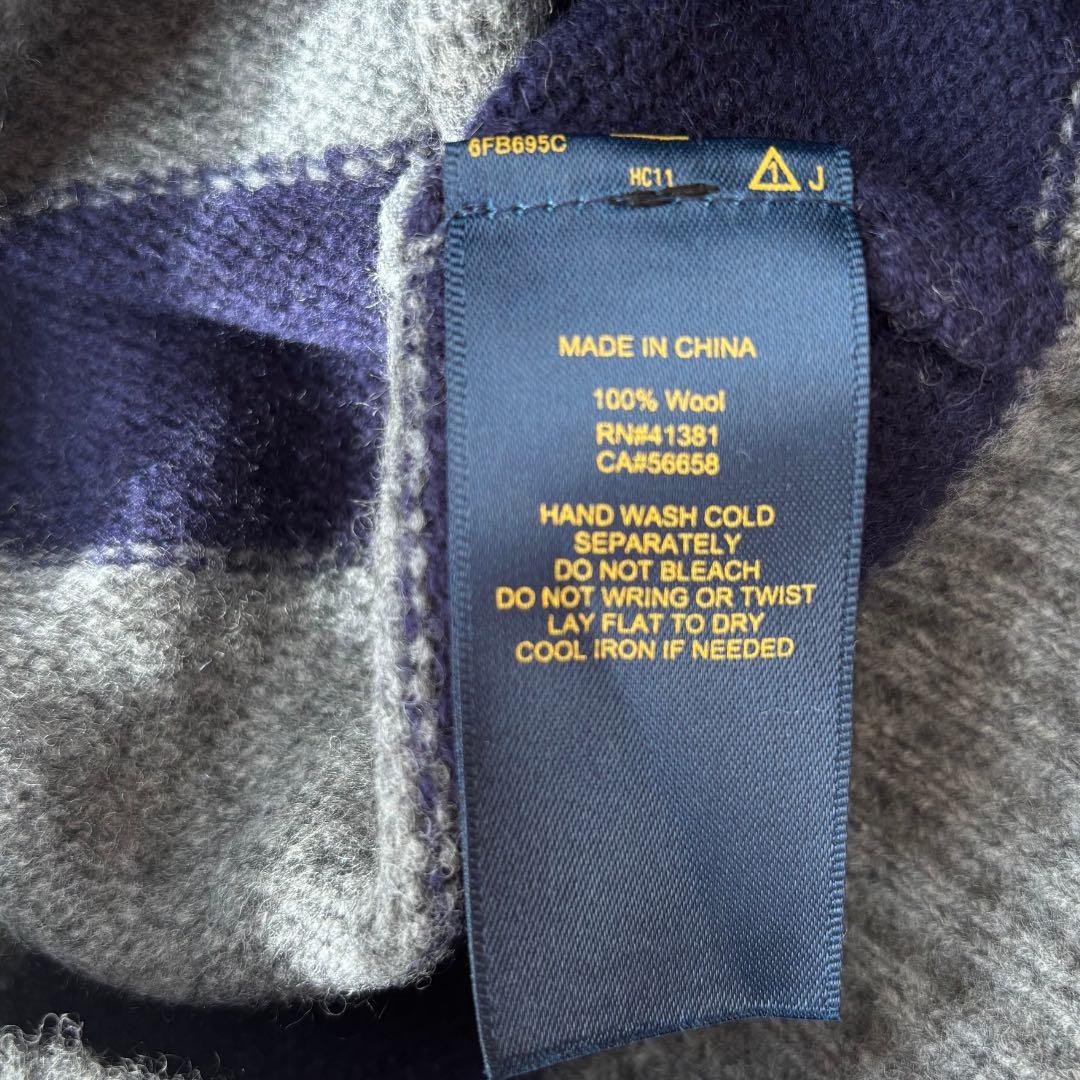 6FB695C
HC11
1 J
MADE IN CHINA
100% Wool
RN#41381
CA#56658
HAND WASH COLD
SEPARATELY
DO NOT BLEACH
DO NOT WRING OR TWIST
LAY FLAT TO DRY
COOL IRON IF NEEDED